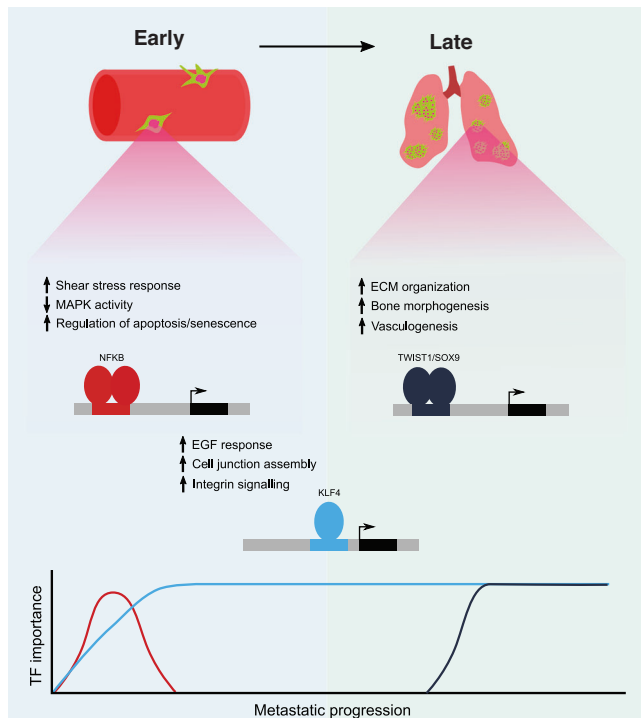 Early
Late
Shear stress response
MAPK activity
Regulation of apoptosis/senescence
NFKB
ECM organization
Bone morphogenesis
Vasculogenesis
TWIST1/SOX9
EGF response
Cell junction assembly
Integrin signalling
KLF4
TF importance
Metastatic progression